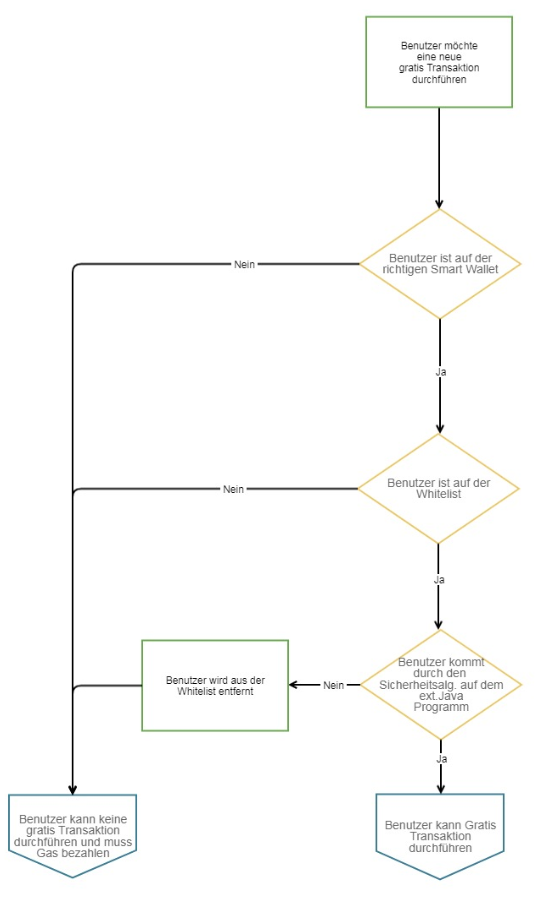 Benutzer möchte
eine neue
gratis Transaktion
durchführen
Benutzer ist auf der
richtigen Smart Wallet
Nein
Ja
Benutzer ist auf der
Whitelist
Nein
Ja
Benutzer kommt
durch den
Sicherheitsalg. auf dem
ext.Java
Programm
Nein
Benutzer wird aus der
Whitelist entfernt
Ja
Benutzer kann keine
gratis Transaktion
durchführen und muss
Gas bezahlen
Benutzer kann Gratis
Transaktion
durchführen